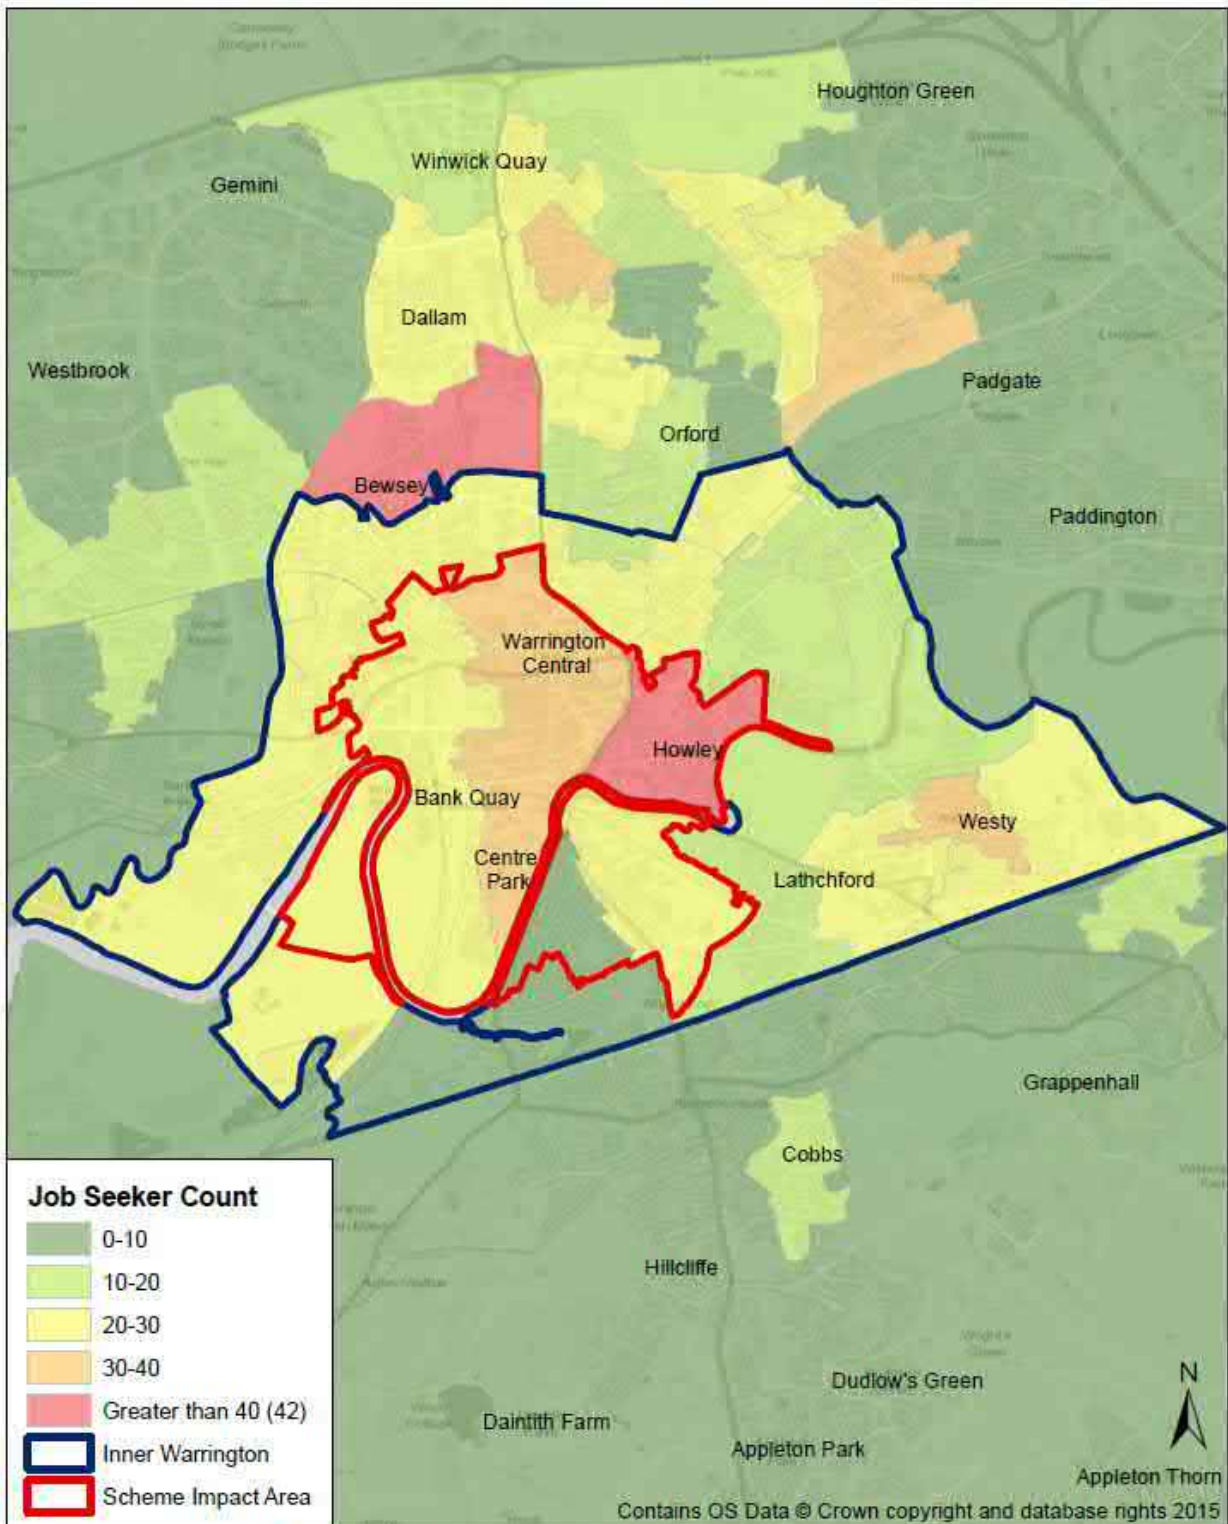 Houghton Green
Winwick Quay
Gemini
Dallam
Westbrook
Padgate
Orford
Bewsey
Paddington
Warrington
Central
Howley
Bank Quay
Westy
Centre
Park
Lathchford
Grappenhall
Cobbs
Hillcliffe
Dudlow's Green
Daintith Farm
Appleton Park
N
Appleton Thorn
Job Seeker Count
0-10
10-20
20-30
30-40
Greater than 40 (42)
Inner Warrington
Scheme Impact Area
Contains OS Data © Crown copyright and database rights 2015